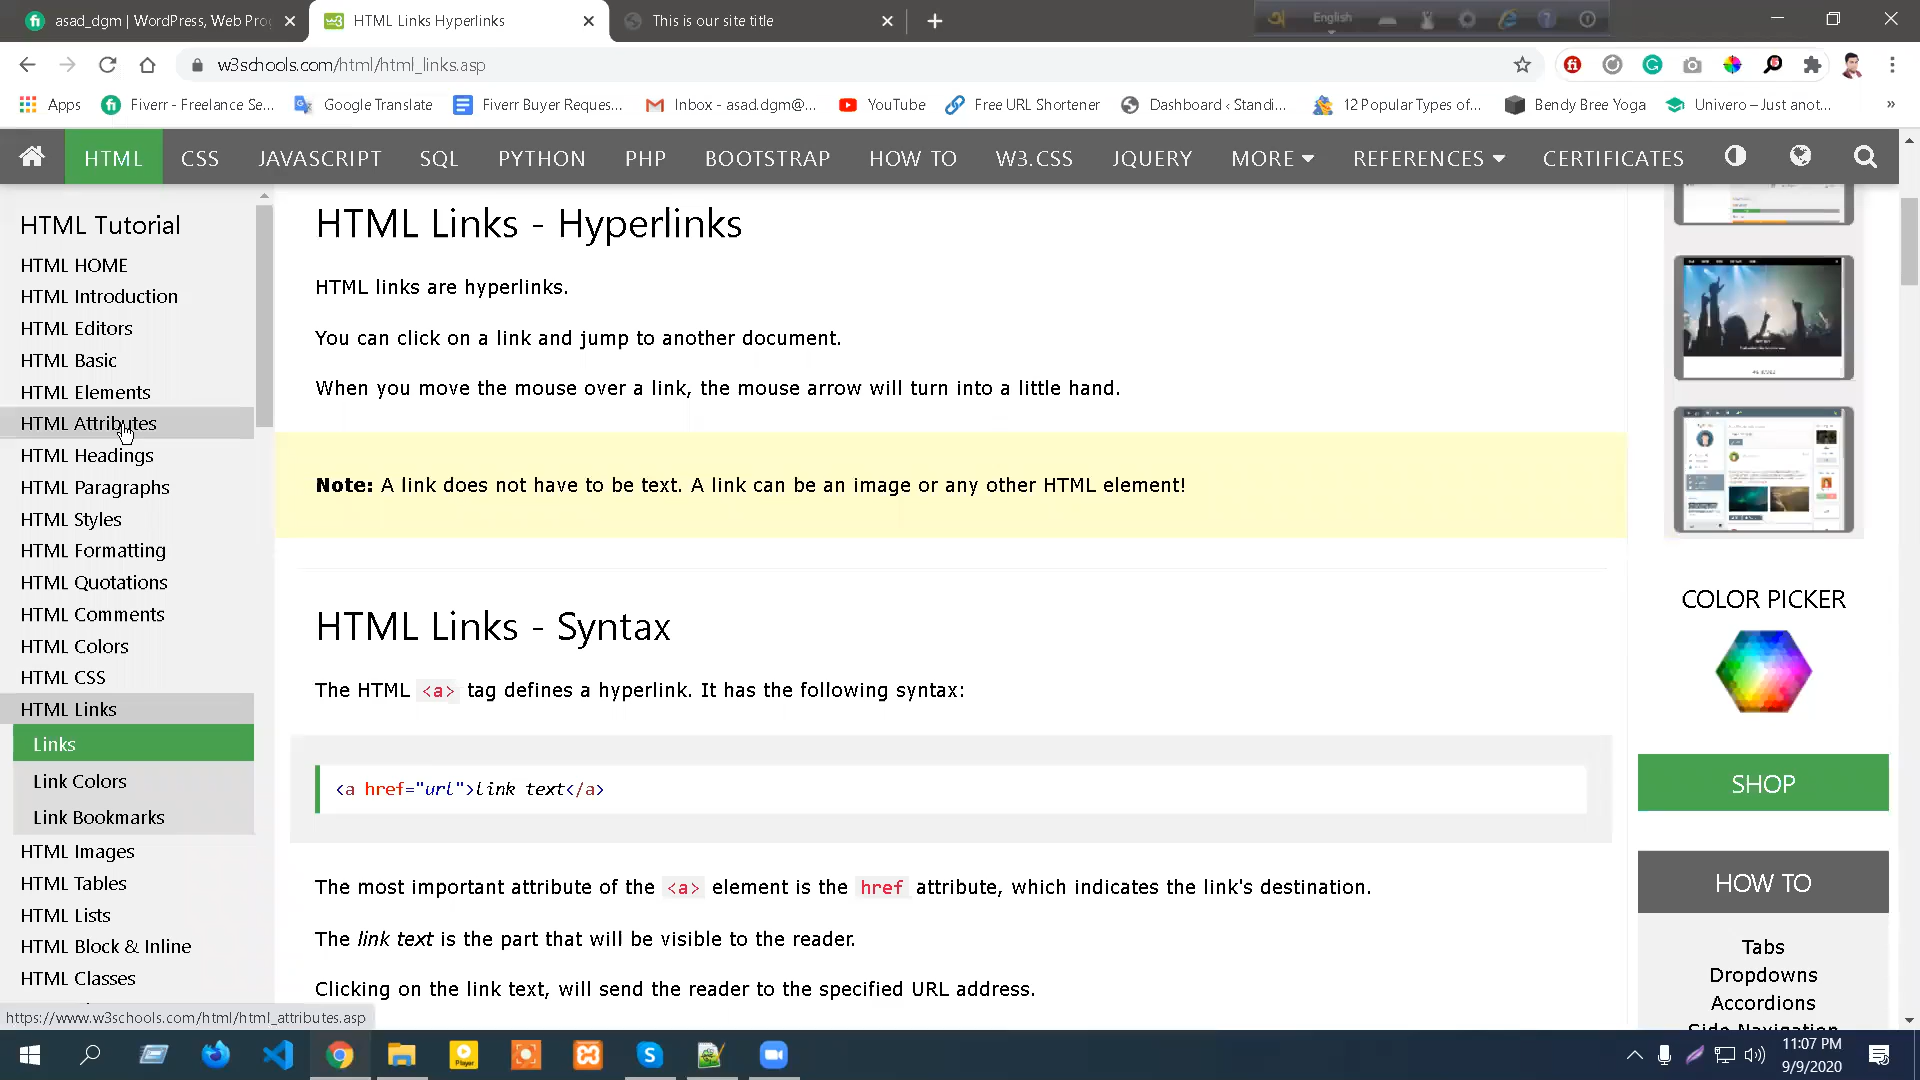 asad_dgm | WordPress, Web Pro
HTML Links Hyperlinks
This is our site title
English
w3schools.com/html/html_links.asp
Apps
Fiverr - Freelance Se...
Google Translate
Fiverr Buyer Reques...
Inbox - asad.dgm@...
YouTube
Free URL Shortener
Dashboard ‹ Standi...
12 Popular Types of...
Bendy Bree Yoga
Univero – Just anot...
HTML
CSS
JAVASCRIPT
SQL
PYTHON
PHP
BOOTSTRAP
HOW TO
W3.CSS
JQUERY
MORE
REFERENCES
CERTIFICATES
HTML Tutorial
HTML HOME
HTML Introduction
HTML Editors
HTML Basic
HTML Elements
HTML Attributes
HTML Headings
HTML Paragraphs
HTML Styles
HTML Formatting
HTML Quotations
HTML Comments
HTML Colors
HTML CSS
HTML Links
Links
Link Colors
Link Bookmarks
HTML Images
HTML Tables
HTML Lists
HTML Block & Inline
HTML Classes
https://www.w3schools.com/html/html_attributes.asp
HTML Links - Hyperlinks
HTML links are hyperlinks.
You can click on a link and jump to another document.
When you move the mouse over a link, the mouse arrow will turn into a little hand.
Note: A link does not have to be text. A link can be an image or any other HTML element!
HTML Links - Syntax
The HTML <a> tag defines a hyperlink. It has the following syntax:
<a href="url">link text</a>
The most important attribute of the <a> element is the href attribute, which indicates the link's destination.
The link text is the part that will be visible to the reader.
Clicking on the link text, will send the reader to the specified URL address.
COLOR PICKER
SHOP
HOW TO
Tabs
Dropdowns
Accordions
Side Navigation
Player
11:07 PM
9/9/2020